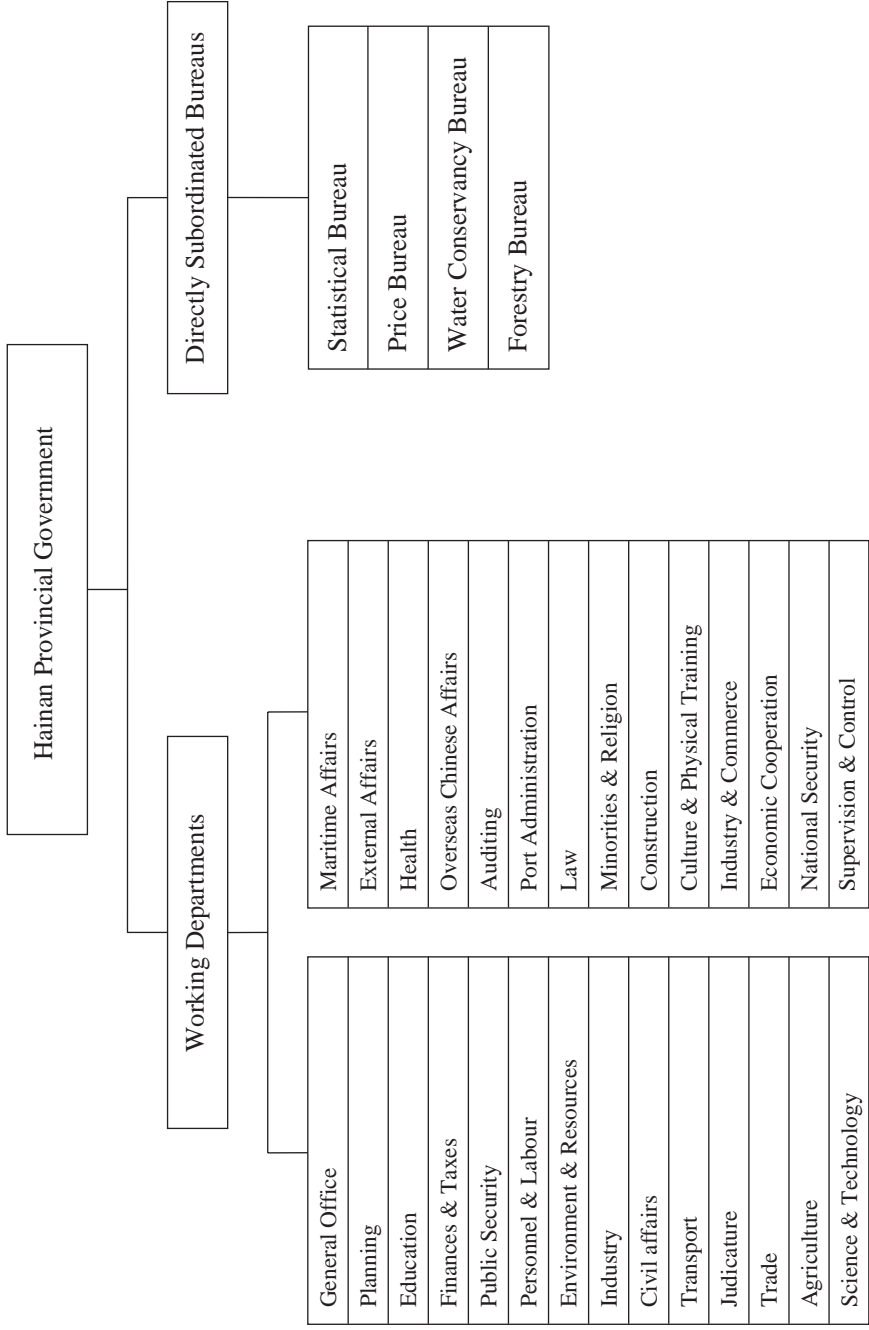 Hainan Provincial Government
Working Departments
Directly Subordinated Bureaus
General Office
Planning
Education
Finances & Taxes
Public Security
Personnel & Labour
Environment & Resources
Industry
Civil affairs
Transport
Judicature
Trade
Agriculture
Science & Technology
Maritime Affairs
External Affairs
Health
Overseas Chinese Affairs
Auditing
Port Administration
Law
Minorities & Religion
Construction
Culture & Physical Training
Industry & Commerce
Economic Cooperation
National Security
Supervision & Control
Statistical Bureau
Price Bureau
Water Conservancy Bureau
Forestry Bureau